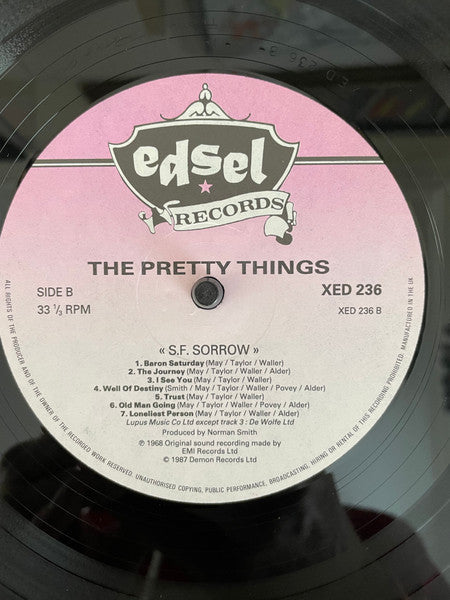 edsel
RECORDS
THE PRETTY THINGS
SIDE B
XED 236
33 ⅓ RPM
XED 236 B
« S.F. SORROW »
1. Baron Saturday (May / Taylor / Waller)
2. The Journey (May / Taylor / Waller / Alder)
3. I See You (May / Taylor / Waller)
4. Well Of Destiny (Smith / May / Taylor / Waller / Povey / Alder)
5. Trust (May / Taylor / Waller)
6. Old Man Going (May / Taylor / Waller / Povey / Alder)
7. Loneliest Person (May / Taylor / Waller / Alder)
Lupus Music Co Ltd except track 3 : De Wolfe Ltd
Produced by Norman Smith
℗ 1968 Original sound recording made by
EMI Records Ltd
© 1987 Demon Records Ltd
ALL RIGHTS OF THE PRODUCER AND OF THE OWNER OF THE RECORDED WORK RESERVED. UNAUTHORISED COPYING, PUBLIC PERFORMANCE, BROADCASTING, HIRING OR RENTAL OF THIS RECORDING PROHIBITED. MANUFACTURED IN THE UK